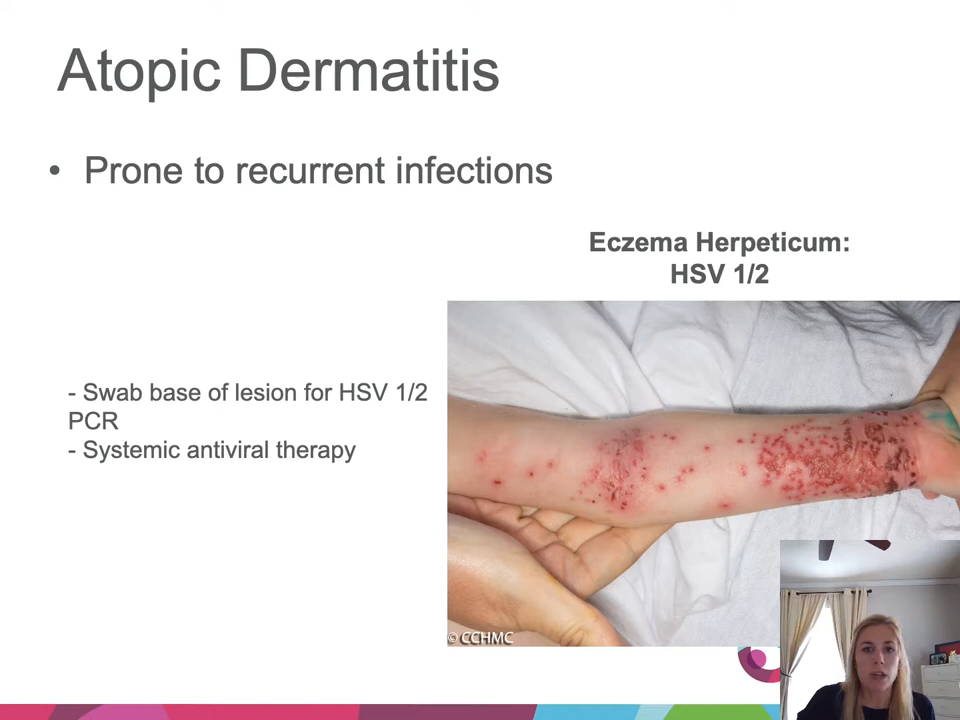 Atopic Dermatitis
• Prone to recurrent infections
Eczema Herpeticum:
HSV 1/2
- Swab base of lesion for HSV 1/2
PCR
- Systemic antiviral therapy
© CCHMC